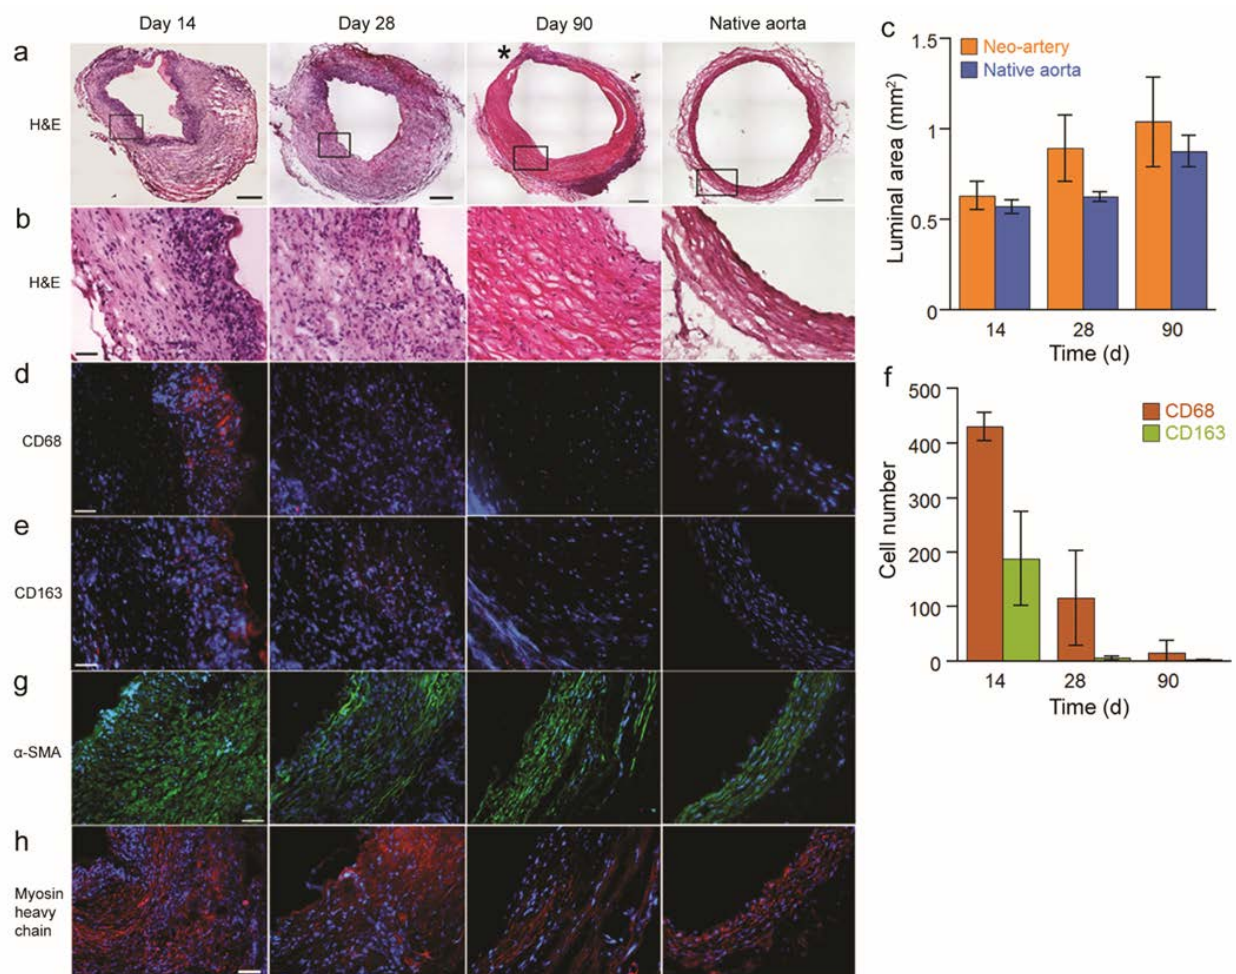 Day 14 Day 28 Day 90 Native aorta
a
H&E
*
b
H&E
d
CD68
e
CD163
g
α-SMA
h
Myosin
heavy
chain
c
Luminal area (mm²)
1.5
1
0.5
0
Neo-artery
Native aorta
14 28 90
Time (d)
f
Cell number
500
400
300
200
100
0
CD68
CD163
14 28 90
Time (d)